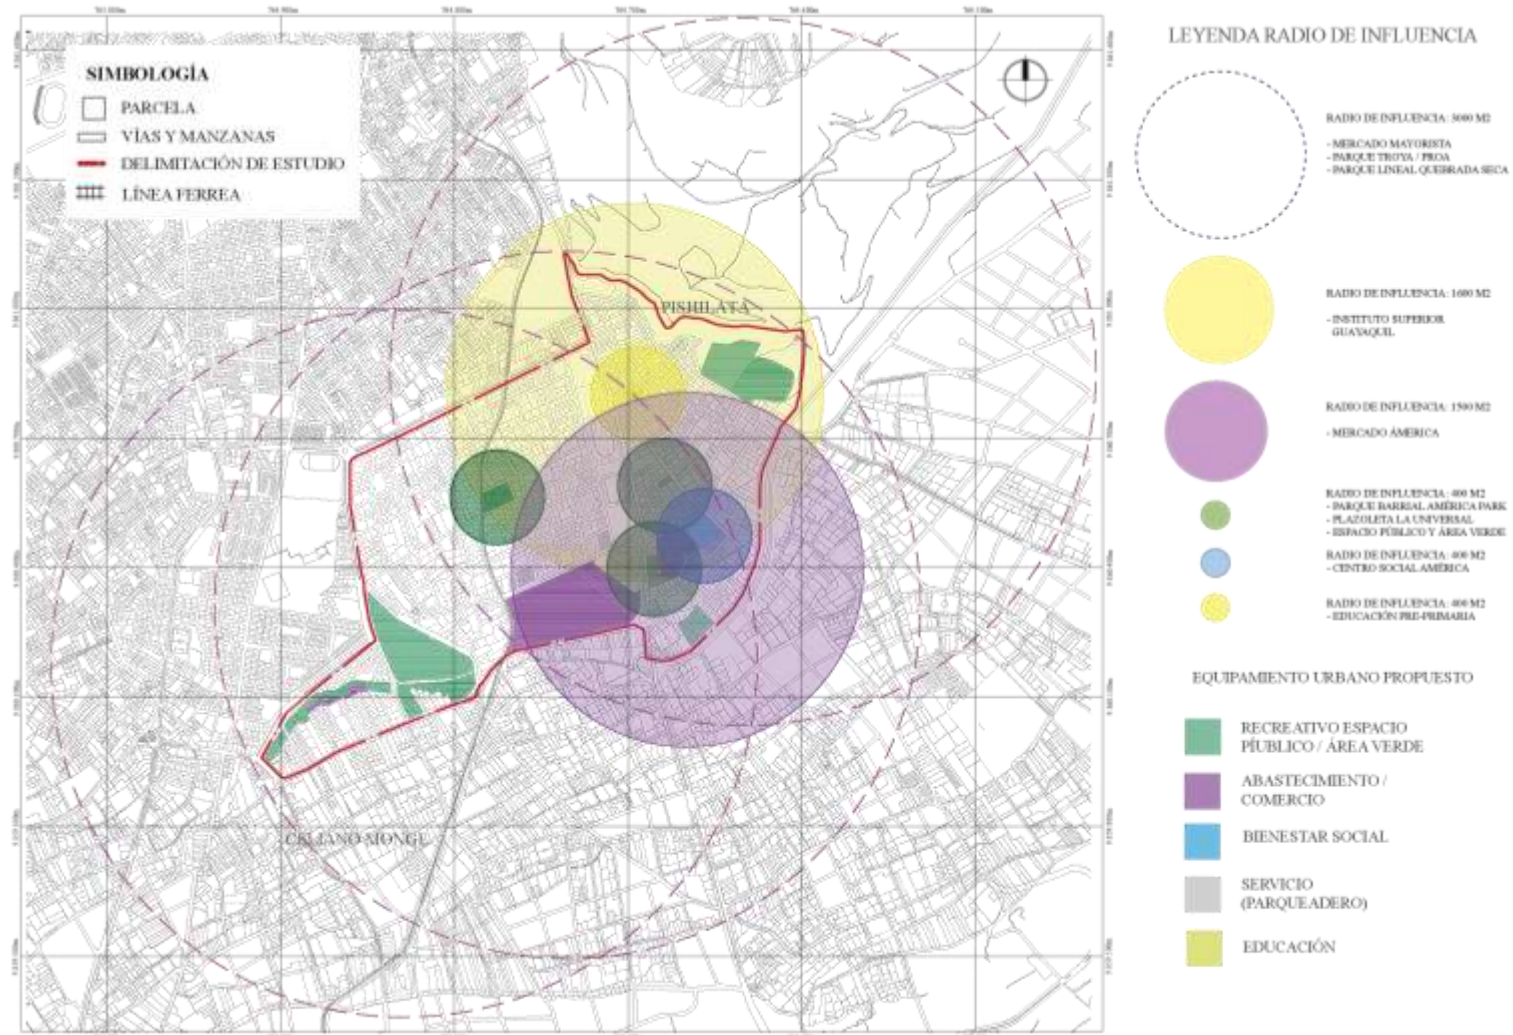 SIMBOLOGÍA
PARCELA
VÍAS Y MANZANAS
DELIMITACIÓN DE ESTUDIO
LÍNEA FERREA
PISHILATA
CELIANO MONGE
LEYENDA RADIO DE INFLUENCIA
RADIO DE INFLUENCIA: 3000 M2
- MERCADO MAYORISTA
- PARQUE TROYA / PROA
- PARQUE LINEAL QUEBRADA SECA
RADIO DE INFLUENCIA: 1600 M2
- INSTITUTO SUPERIOR
GUAYAQUIL
RADIO DE INFLUENCIA: 1500 M2
- MERCADO ÁMERICA
RADIO DE INFLUENCIA: 400 M2
- PARQUE BARRIAL AMÉRICA PARK
- PLAZOLETA LA UNIVERSAL
- ESPACIO PÚBLICO Y ÁREA VERDE
RADIO DE INFLUENCIA: 400 M2
- CENTRO SOCIAL AMÉRICA
RADIO DE INFLUENCIA: 400 M2
- EDUCACIÓN PRE-PRIMARIA
EQUIPAMIENTO URBANO PROPUESTO
RECREATIVO ESPACIO
PÍUBLICO / ÁREA VERDE
ABASTECIMIENTO /
COMERCIO
BIENESTAR SOCIAL
SERVICIO
(PARQUEADERO)
EDUCACIÓN